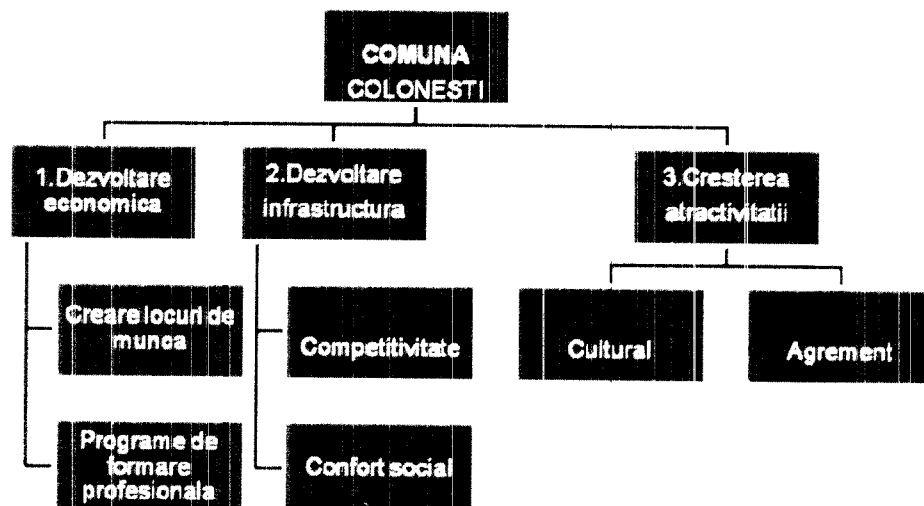 COMUNA
COLONESTI
1.Dezvoltare
economica
2.Dezvoltare
infrastructura
3.Cresterea
atractivitatii
Creare locuri de
munca
Competitivitate
Cultural
Agrement
Programe de
formare
profesionala
Confort social